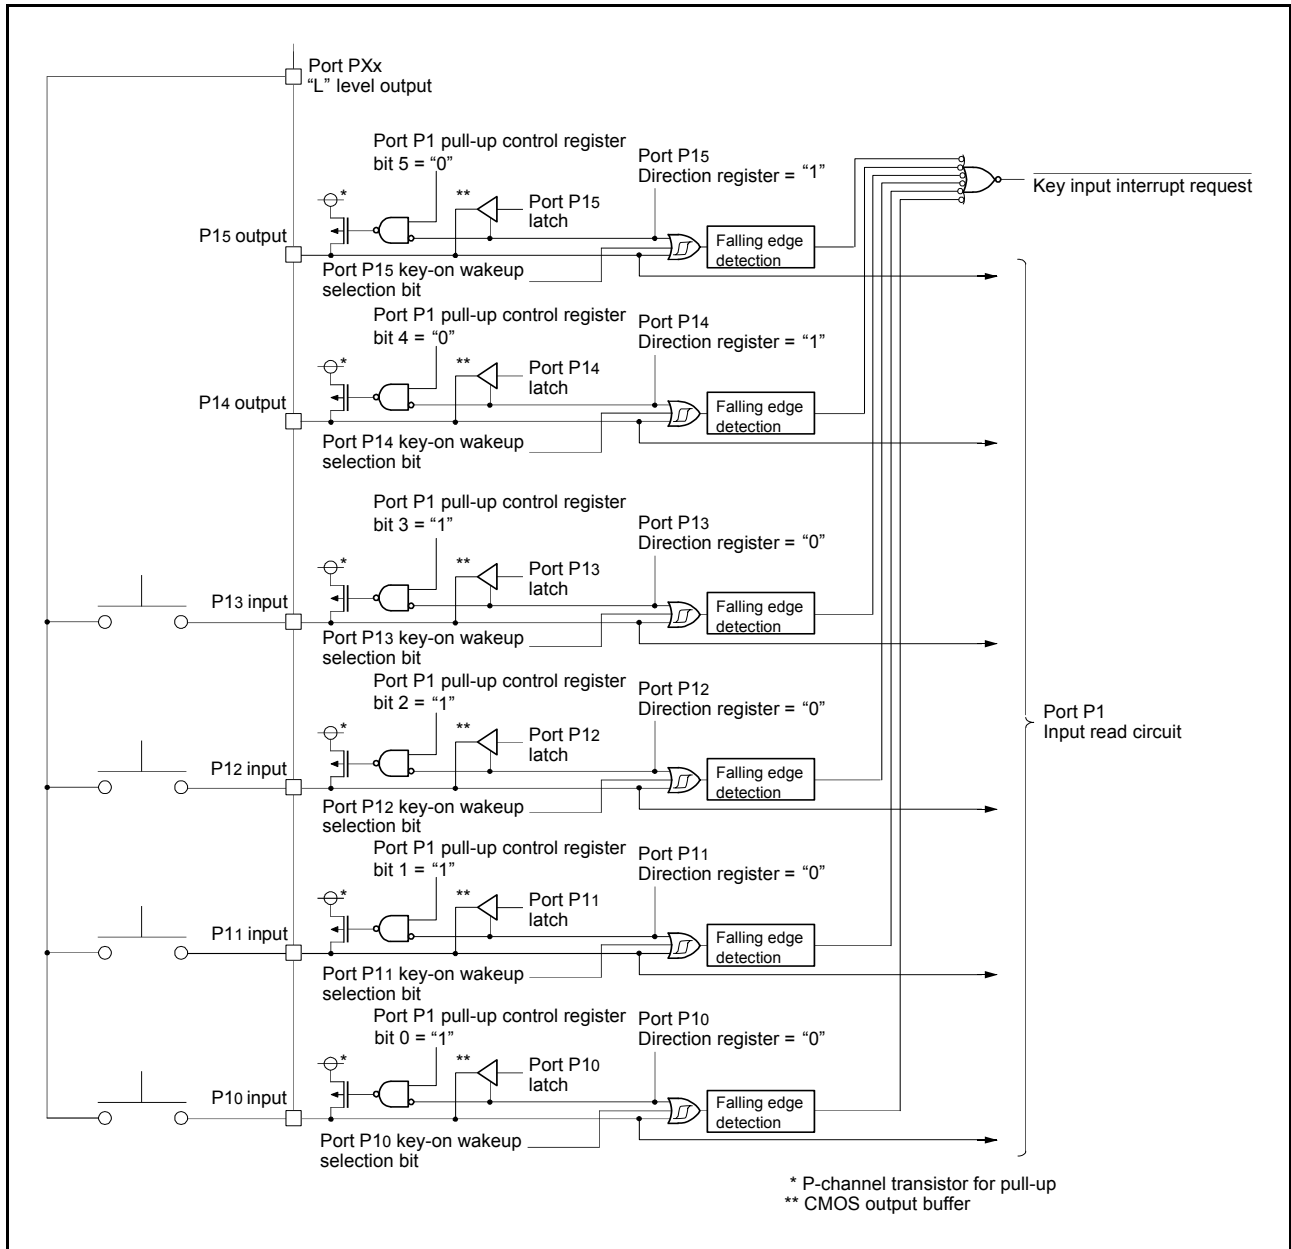 Port PXx
“L” level output
Port P1 pull-up control register
bit 5 = “0”
Port P15
Direction register = “1”
Key input interrupt request
*
**
Port P15
latch
P15 output
Falling edge
detection
Port P15 key-on wakeup
selection bit
Port P1 pull-up control register
bit 4 = “0”
Port P14
Direction register = “1”
*
**
Port P14
latch
P14 output
Falling edge
detection
Port P14 key-on wakeup
selection bit
Port P1 pull-up control register
bit 3 = “1”
Port P13
Direction register = “0”
*
**
Port P13
latch
P13 input
Falling edge
detection
Port P13 key-on wakeup
selection bit
Port P1 pull-up control register
bit 2 = “1”
Port P12
Direction register = “0”
*
**
Port P12
latch
P12 input
Falling edge
detection
Port P12 key-on wakeup
selection bit
Port P1
Input read circuit
Port P1 pull-up control register
bit 1 = “1”
Port P11
Direction register = “0”
*
**
Port P11
latch
P11 input
Falling edge
detection
Port P11 key-on wakeup
selection bit
Port P1 pull-up control register
bit 0 = “1”
Port P10
Direction register = “0”
*
**
Port P10
latch
P10 input
Falling edge
detection
Port P10 key-on wakeup
selection bit
* P-channel transistor for pull-up
** CMOS output buffer